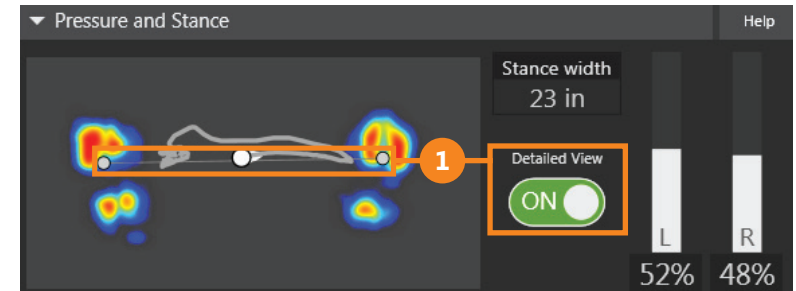 Pressure and Stance
Help
Stance width
23 in
1
Detailed View
ON
L
R
52%
48%